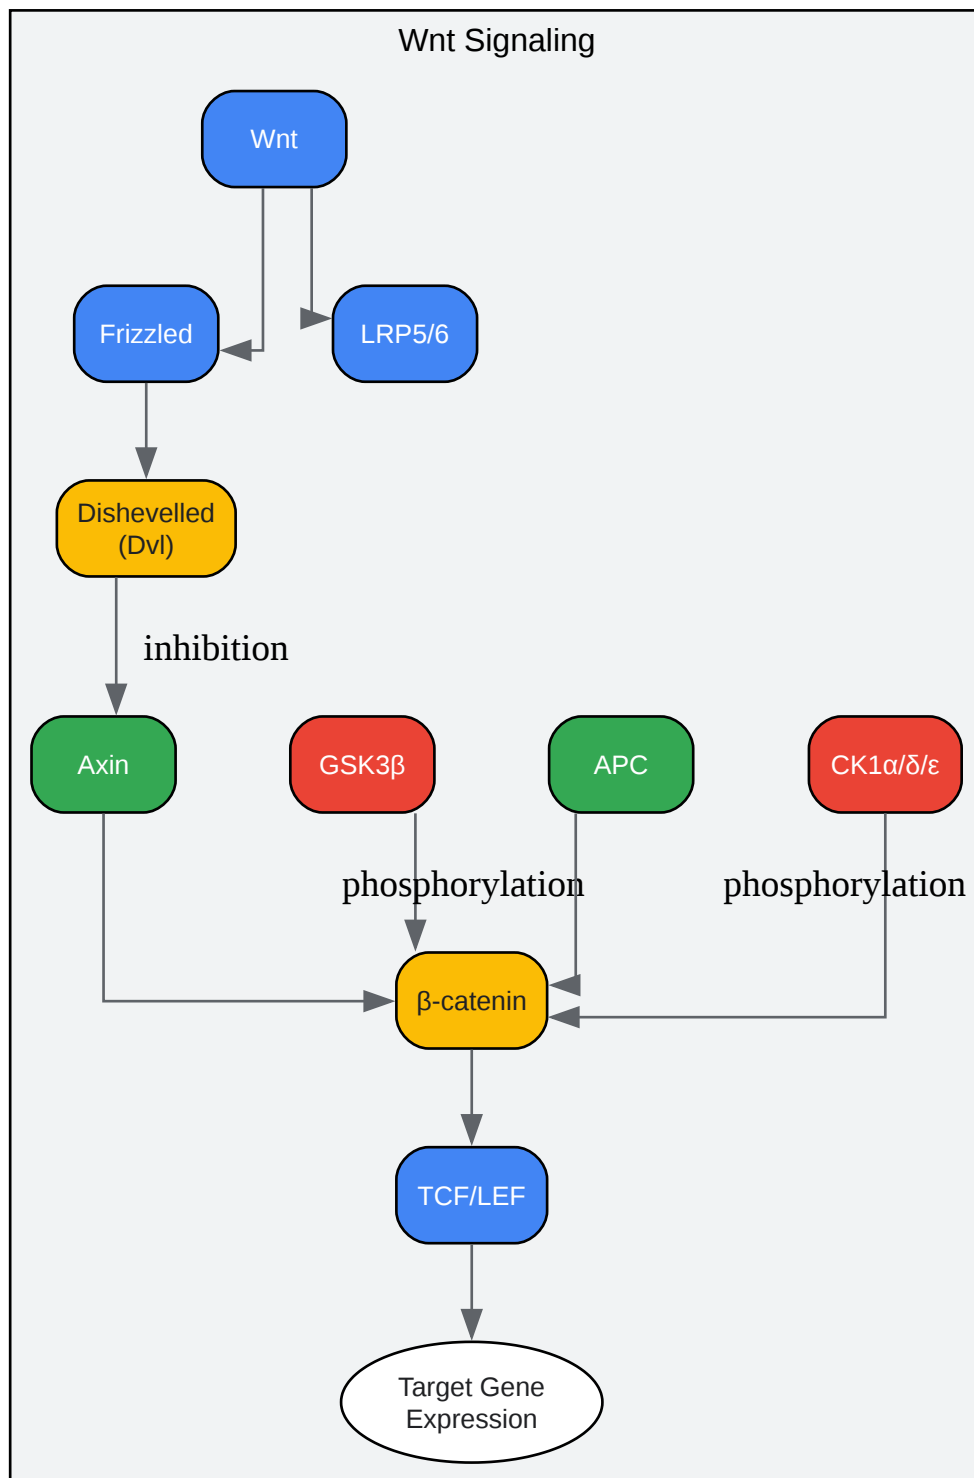 Wnt Signaling
Wnt
Frizzled
LRP5/6
Dishevelled
(Dvl)
inhibition
Axin
GSK3β
APC
CK1α/δ/ε
phosphorylation
phosphorylation
β-catenin
TCF/LEF
Target Gene
Expression